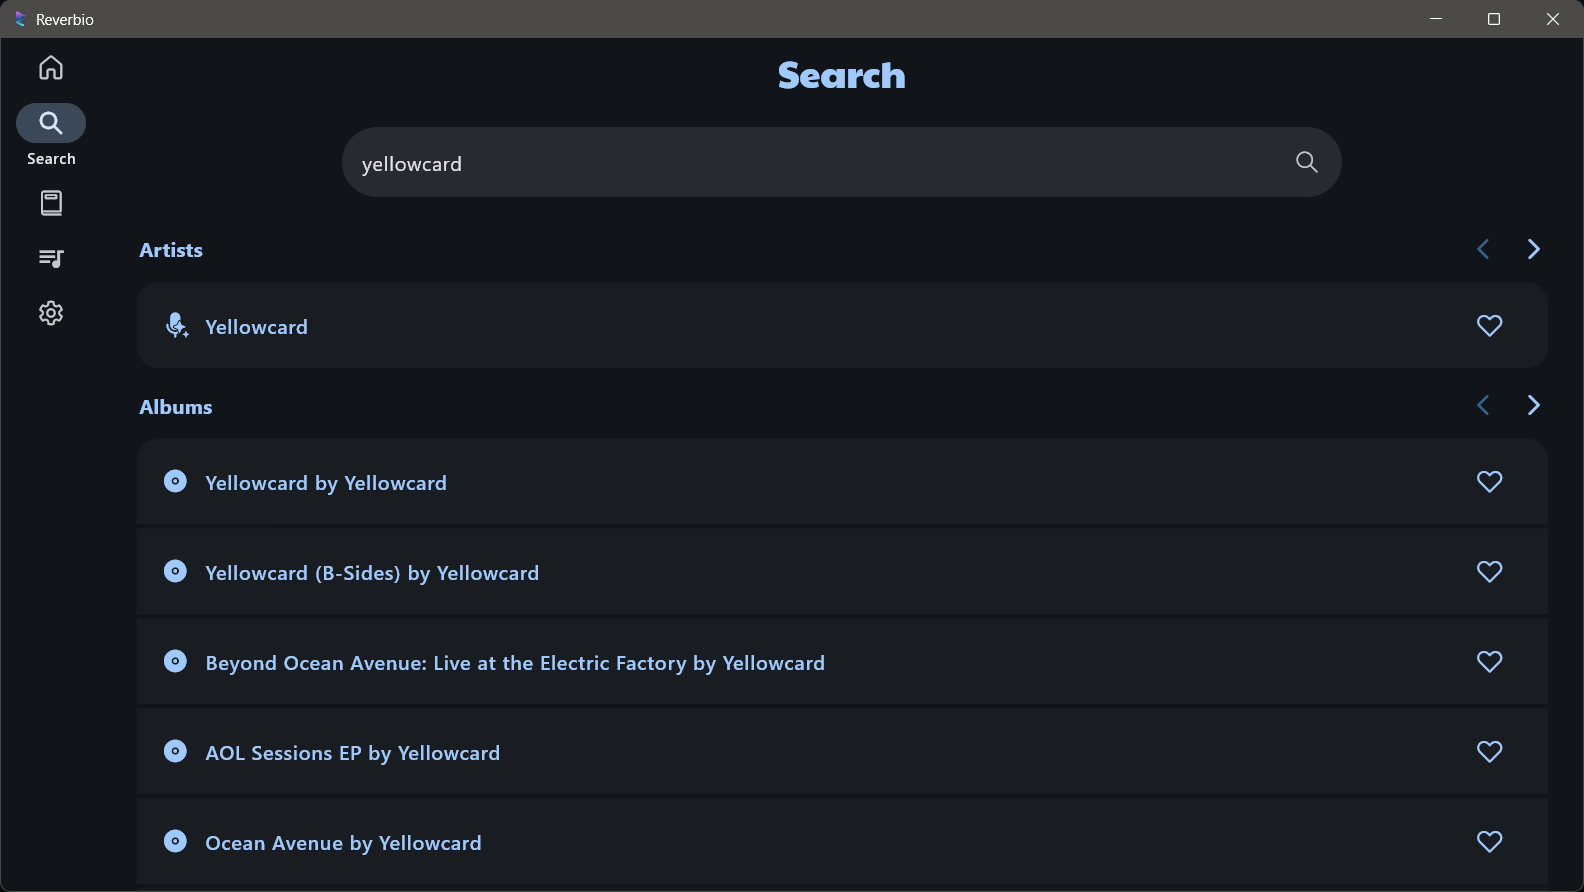 Reverbio
Search
Search
yellowcard
Artists
Yellowcard
Albums
Yellowcard by Yellowcard
Yellowcard (B-Sides) by Yellowcard
Beyond Ocean Avenue: Live at the Electric Factory by Yellowcard
AOL Sessions EP by Yellowcard
Ocean Avenue by Yellowcard